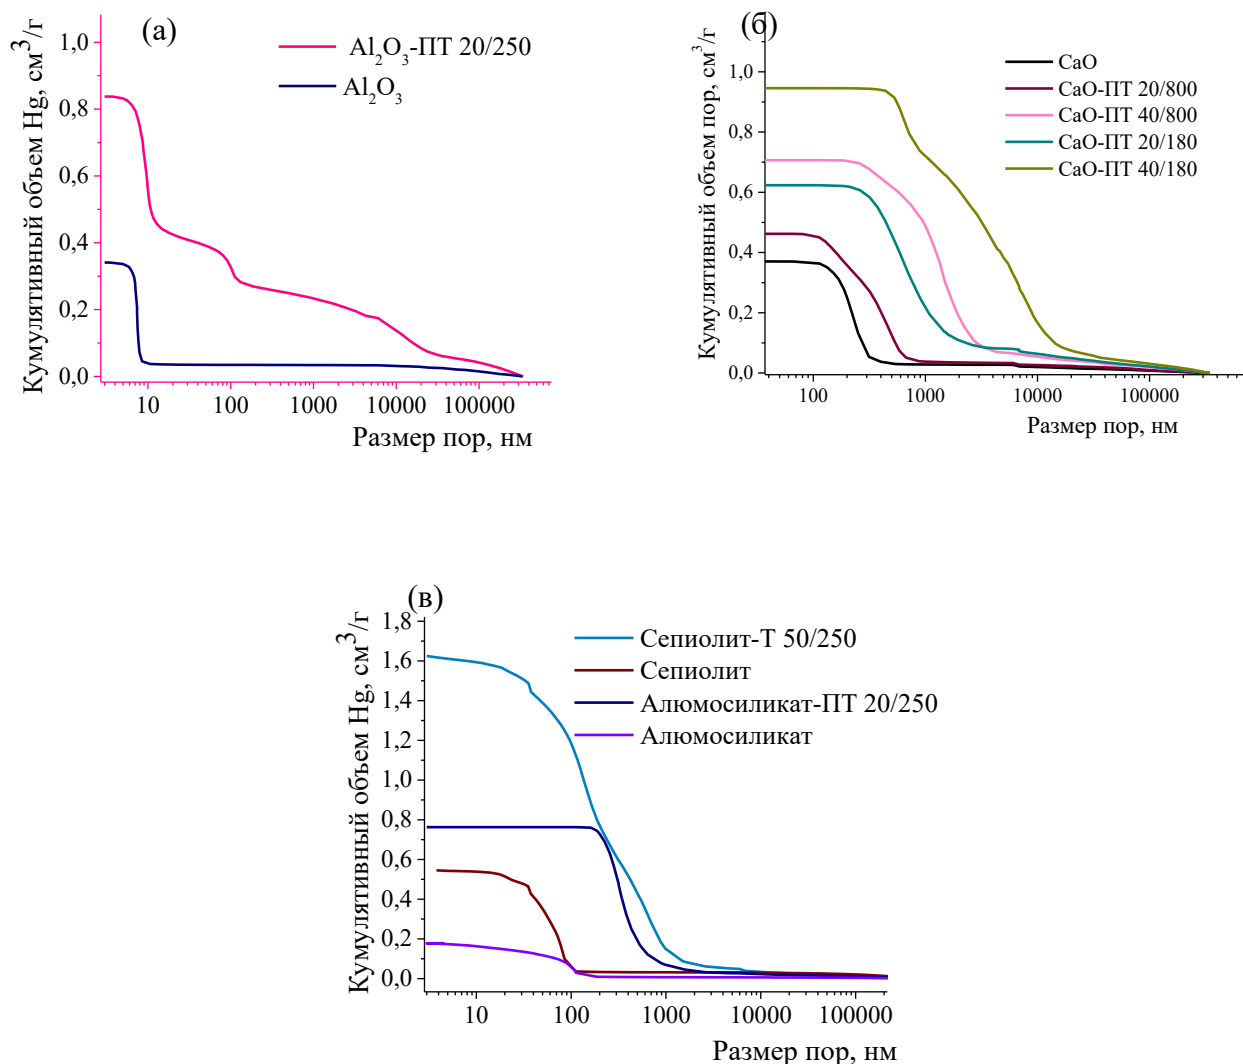 (а)
Кумулятивный объем Hg, см³/г
1,0
0,8
0,6
0,4
0,2
0,0
Al₂O₃-ПТ 20/250
Al₂O₃
10 100 1000 10000 100000
Размер пор, нм
(б)
Кумулятивный объем пор, см³/г
1,0
0,8
0,6
0,4
0,2
0,0
CaO
CaO-ПТ 20/800
CaO-ПТ 40/800
CaO-ПТ 20/180
CaO-ПТ 40/180
100 1000 10000 100000
Размер пор, нм
(в)
Кумулятивный объем Hg, см³/г
1,8
1,6
1,4
1,2
1,0
0,8
0,6
0,4
0,2
0,0
Сепиолит-Т 50/250
Сепиолит
Алюмосиликат-ПТ 20/250
Алюмосиликат
10 100 1000 10000 100000
Размер пор, нм